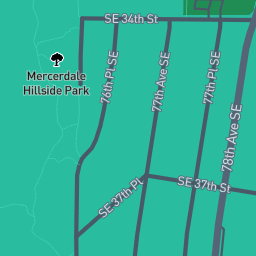 SE 34th St
Mercerdale
Hillside Park
76th Pl SE
77th Ave SE
77th Pl SE
78th Ave SE
SE 37th Pl
SE 37th St